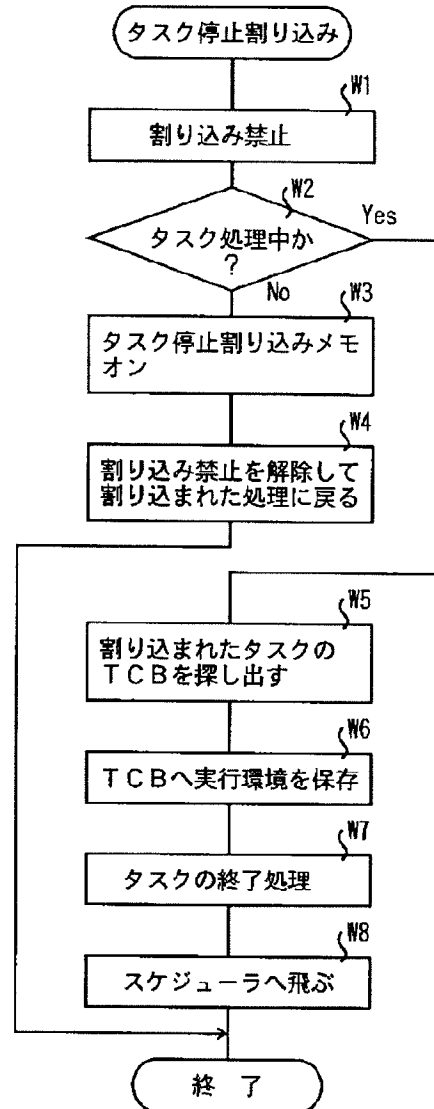 タスク停止割り込み
W1
割り込み禁止
W2
タスク処理中か
?
Yes
No
W3
タスク停止割り込みメモ
オン
W4
割り込み禁止を解除して
割り込まれた処理に戻る
W5
割り込まれたタスクの
TCBを探し出す
W6
TCBへ実行環境を保存
W7
タスクの終了処理
W8
スケジューラへ飛ぶ
終 了